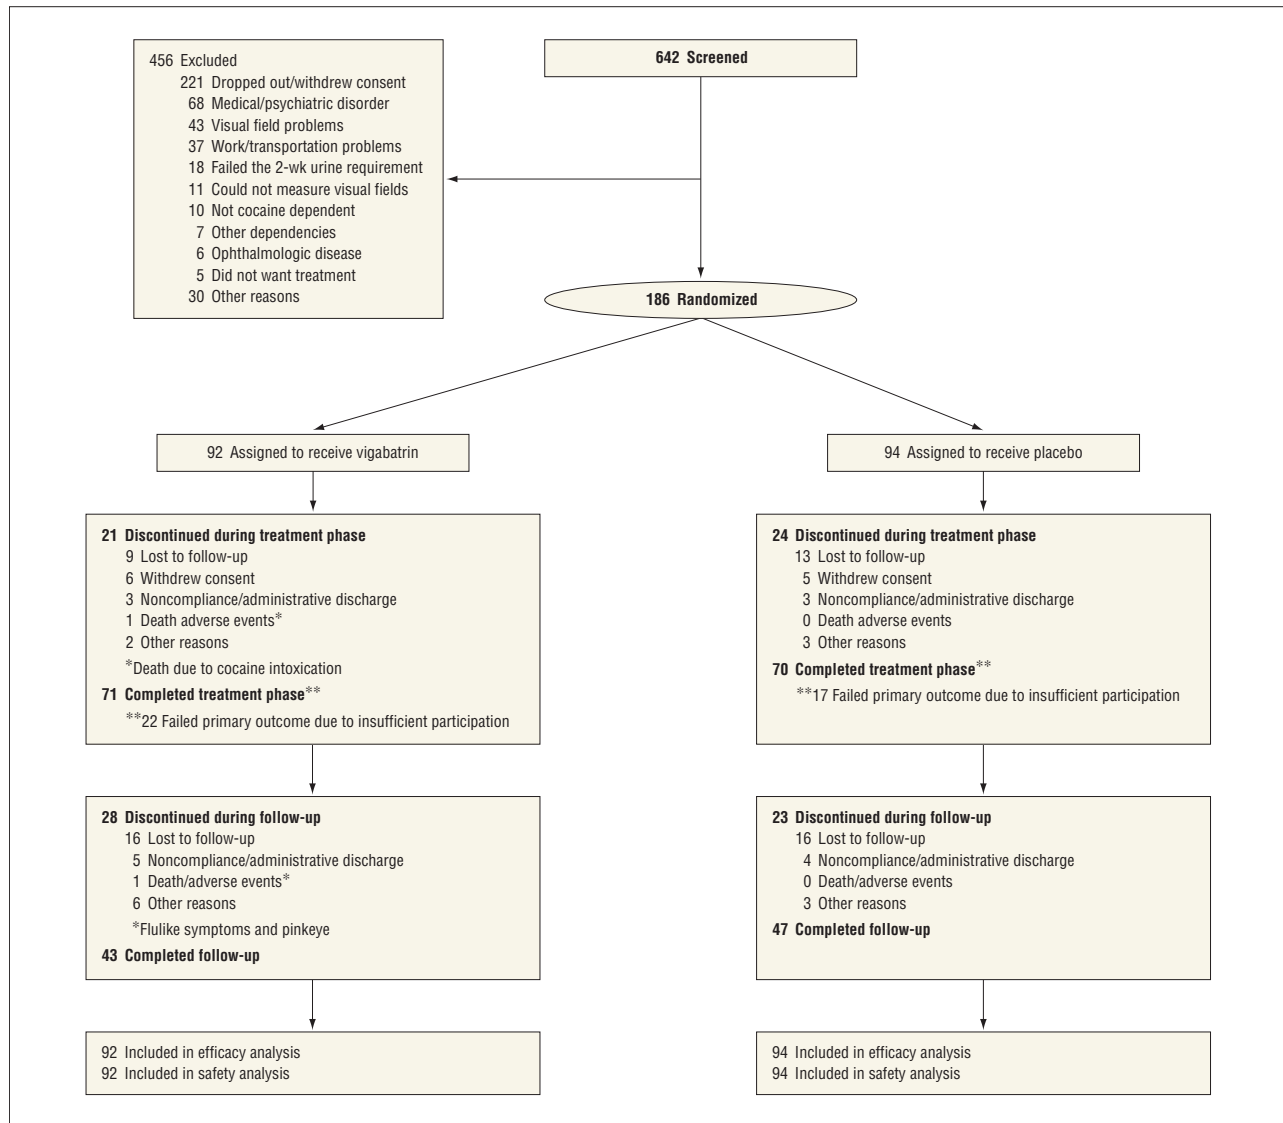 642 Screened
456 Excluded
221 Dropped out/withdrew consent
68 Medical/psychiatric disorder
43 Visual field problems
37 Work/transportation problems
18 Failed the 2-wk urine requirement
11 Could not measure visual fields
10 Not cocaine dependent
7 Other dependencies
6 Ophthalmologic disease
5 Did not want treatment
30 Other reasons
186 Randomized
92 Assigned to receive vigabatrin
21 Discontinued during treatment phase
9 Lost to follow-up
6 Withdrew consent
3 Noncompliance/administrative discharge
1 Death adverse events*
2 Other reasons
*Death due to cocaine intoxication
71 Completed treatment phase**
**22 Failed primary outcome due to insufficient participation
28 Discontinued during follow-up
16 Lost to follow-up
5 Noncompliance/administrative discharge
1 Death/adverse events*
6 Other reasons
*Flulike symptoms and pinkeye
43 Completed follow-up
92 Included in efficacy analysis
92 Included in safety analysis
94 Assigned to receive placebo
24 Discontinued during treatment phase
13 Lost to follow-up
5 Withdrew consent
3 Noncompliance/administrative discharge
0 Death adverse events
3 Other reasons
70 Completed treatment phase**
**17 Failed primary outcome due to insufficient participation
23 Discontinued during follow-up
16 Lost to follow-up
4 Noncompliance/administrative discharge
0 Death/adverse events
3 Other reasons
47 Completed follow-up
94 Included in efficacy analysis
94 Included in safety analysis